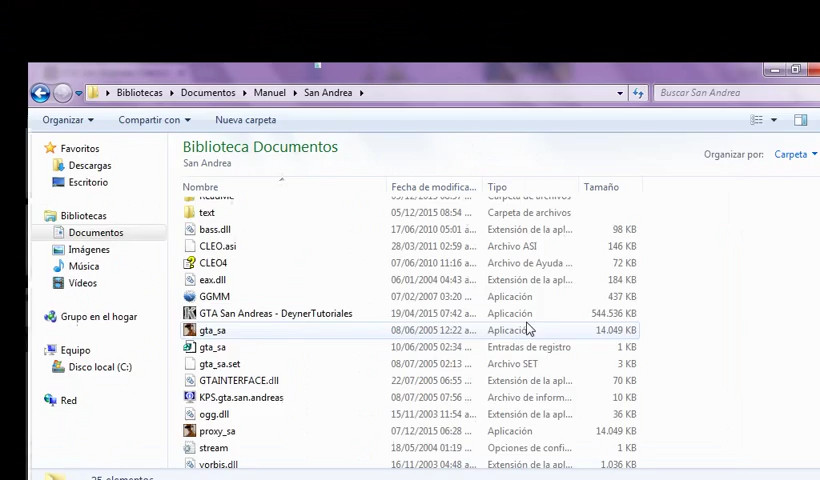 Bibliotecas ▸ Documentos ▸ Manuel ▸ San Andrea ▸
Buscar San Andrea
Organizar Compartir con Nueva carpeta
Favoritos
Descargas
Escritorio
Bibliotecas
Documentos
Imágenes
Música
Vídeos
Grupo en el hogar
Equipo
Disco local (C:)
Red
Biblioteca Documentos
San Andrea
Organizar por: Carpeta
Nombre Fecha de modifica... Tipo Tamaño
text 05/12/2015 08:54 ... Carpeta de archivos
bass.dll 17/06/2010 05:01 a... Extensión de la apl... 98 KB
CLEO.asi 28/03/2011 02:59 a... Archivo ASI 146 KB
CLEO4 07/06/2010 11:16 p... Archivo de Ayuda ... 72 KB
eax.dll 06/01/2004 04:43 a... Extensión de la apl... 184 KB
GGMM 07/02/2007 03:20 ... Aplicación 437 KB
GTA San Andreas - DeynerTutoriales 19/04/2015 07:42 a... Aplicación 544.536 KB
gta_sa 08/06/2005 12:22 a... Aplicación 14.049 KB
gta_sa 10/06/2005 02:34 ... Entradas de registro 1 KB
gta_sa.set 08/07/2005 02:13 ... Archivo SET 3 KB
GTAINTERFACE.dll 22/07/2005 06:55 ... Extensión de la apl... 70 KB
KPS.gta.san.andreas 08/07/2005 07:56 ... Archivo de inform... 10 KB
ogg.dll 15/11/2003 11:54 a... Extensión de la apl... 36 KB
proxy_sa 07/12/2015 06:28 ... Aplicación 14.049 KB
stream 18/05/2004 01:19 ... Opciones de confi... 1 KB
vorbis.dll 16/11/2003 04:48 a... Extensión de la apl... 1.036 KB
25 elementos